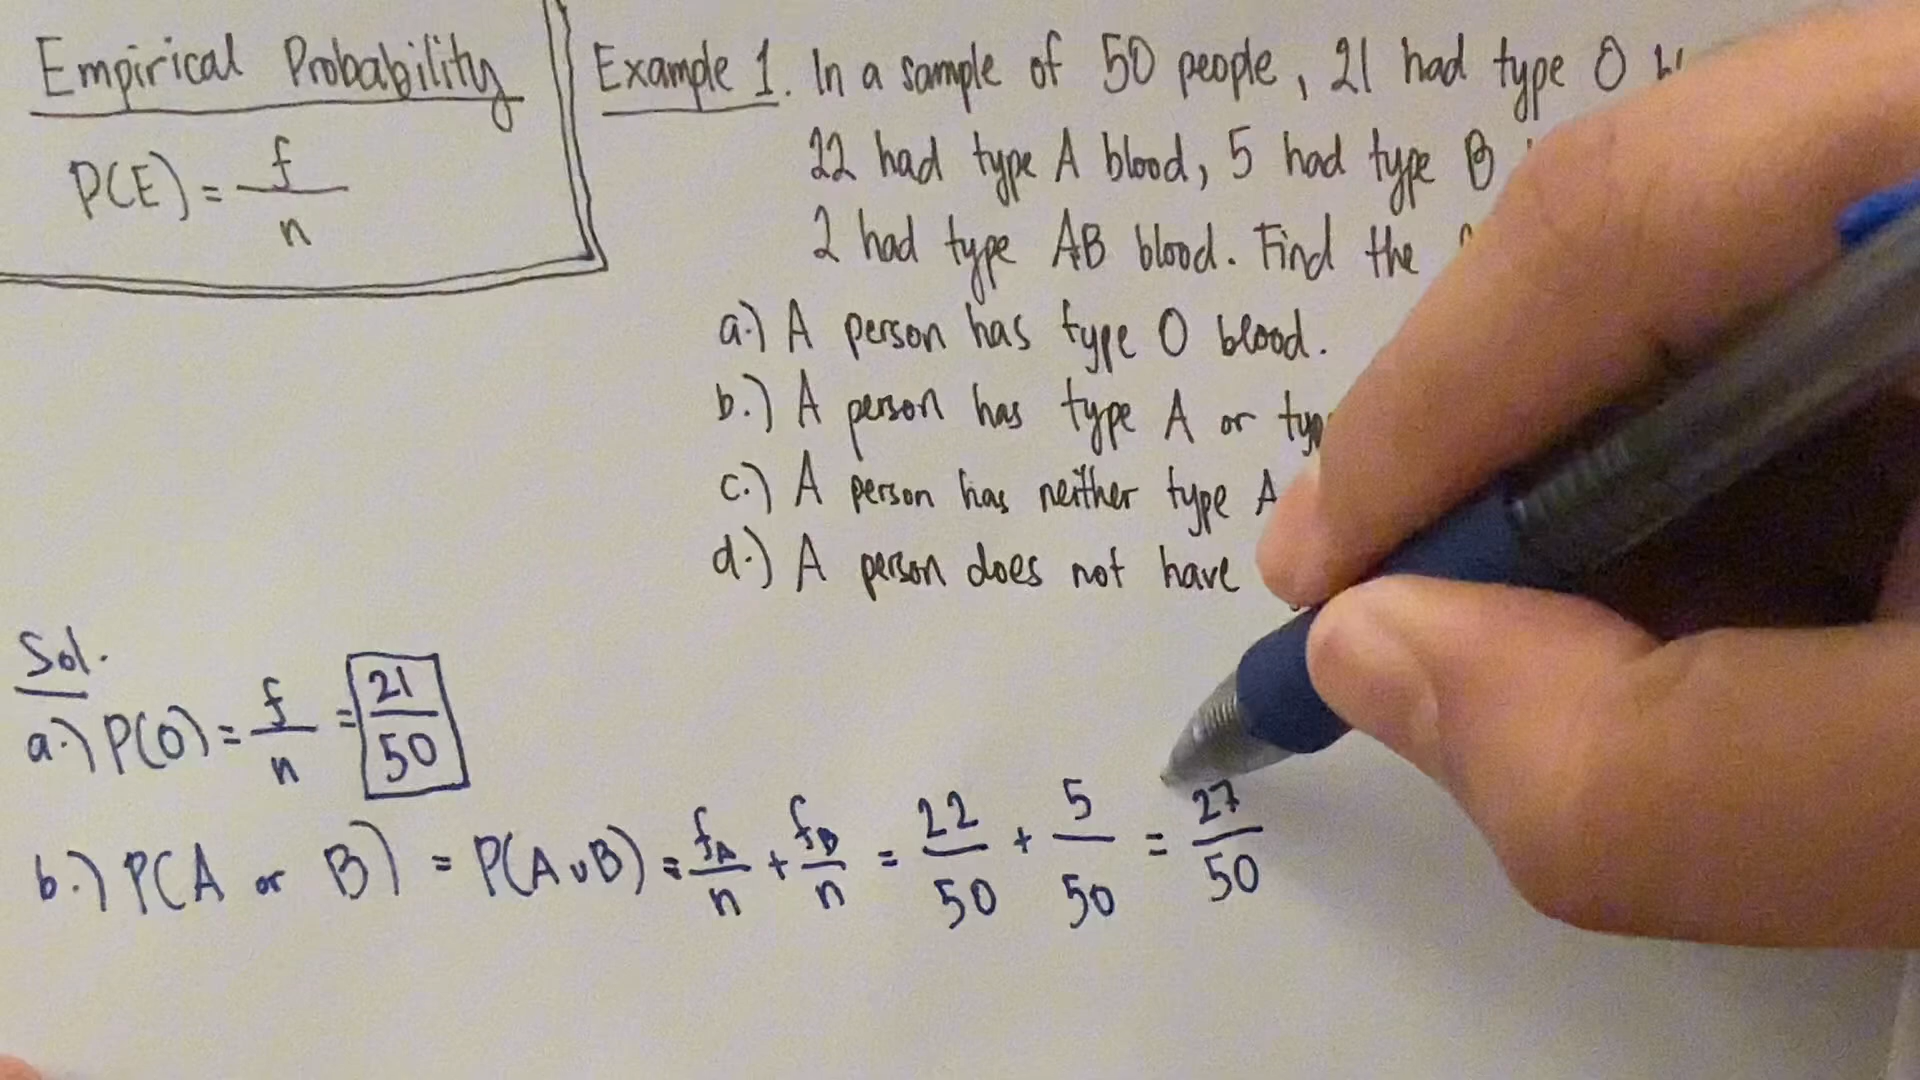 Empirical Probability
P(E) = f/n
Example 1. In a sample of 50 people, 21 had type O
22 had type A blood, 5 had type B
2 had type AB blood. Find the
a.) A person has type O blood.
b.) A person has type A or
c.) A person has neither type A
d.) A person does not have
Sol.
a.) P(O) = f/n = 21/50
b.) P(A or B) = P(A∪B) = fA/n + fB/n = 22/50 + 5/50 = 27/50